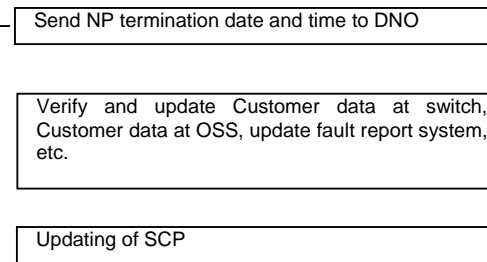 Send NP termination date and time to DNO
Verify and update Customer data at switch,
Customer data at OSS, update fault report system,
etc.
Updating of SCP